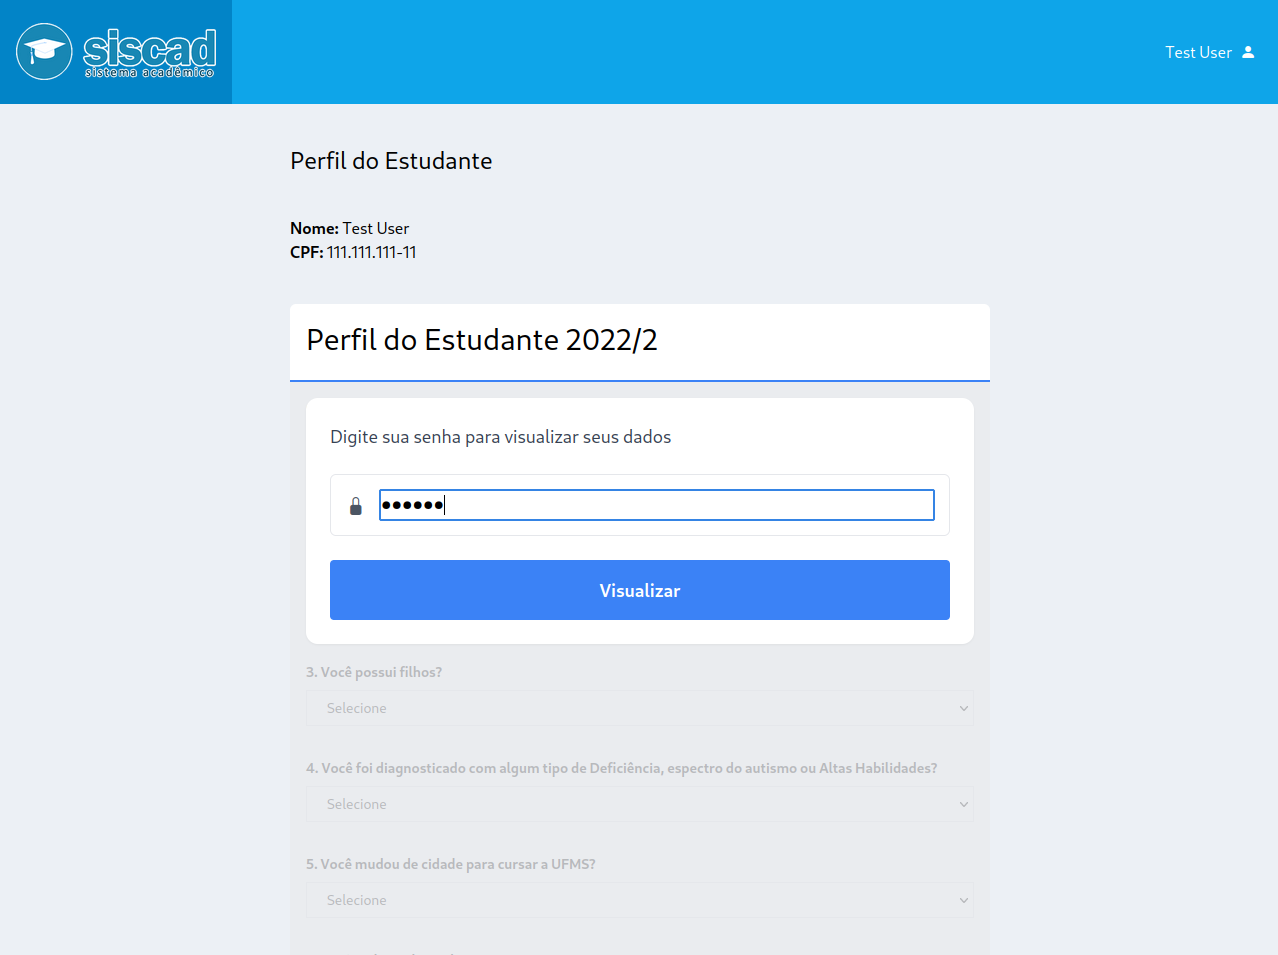 siscad
sistema acadêmico
Test User
Perfil do Estudante
Nome: Test User
CPF: 111.111.111-11
Perfil do Estudante 2022/2
Digite sua senha para visualizar seus dados
••••••
Visualizar
3. Você possui filhos?
Selecione
4. Você foi diagnosticado com algum tipo de Deficiência, espectro do autismo ou Altas Habilidades?
Selecione
5. Você mudou de cidade para cursar a UFMS?
Selecione